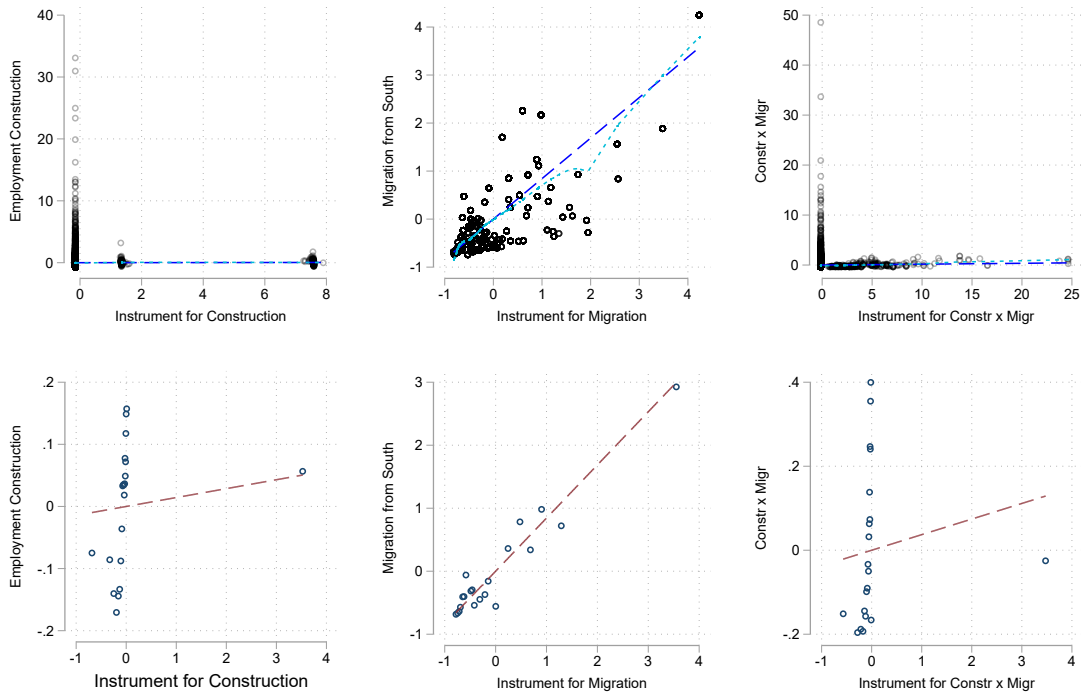 Employment Construction
40
30
20
10
0
0 2 4 6 8
Instrument for Construction
Migration from South
4
3
2
1
0
-1
-1 0 1 2 3 4
Instrument for Migration
Constr x Migr
50
40
30
20
10
0
0 5 10 15 20 25
Instrument for Constr x Migr
Employment Construction
.2
.1
0
-.1
-.2
-1 0 1 2 3 4
Instrument for Construction
Migration from South
3
2
1
0
-1
-1 0 1 2 3 4
Instrument for Migration
Constr x Migr
.4
.2
0
-.2
-1 0 1 2 3 4
Instrument for Constr x Migr